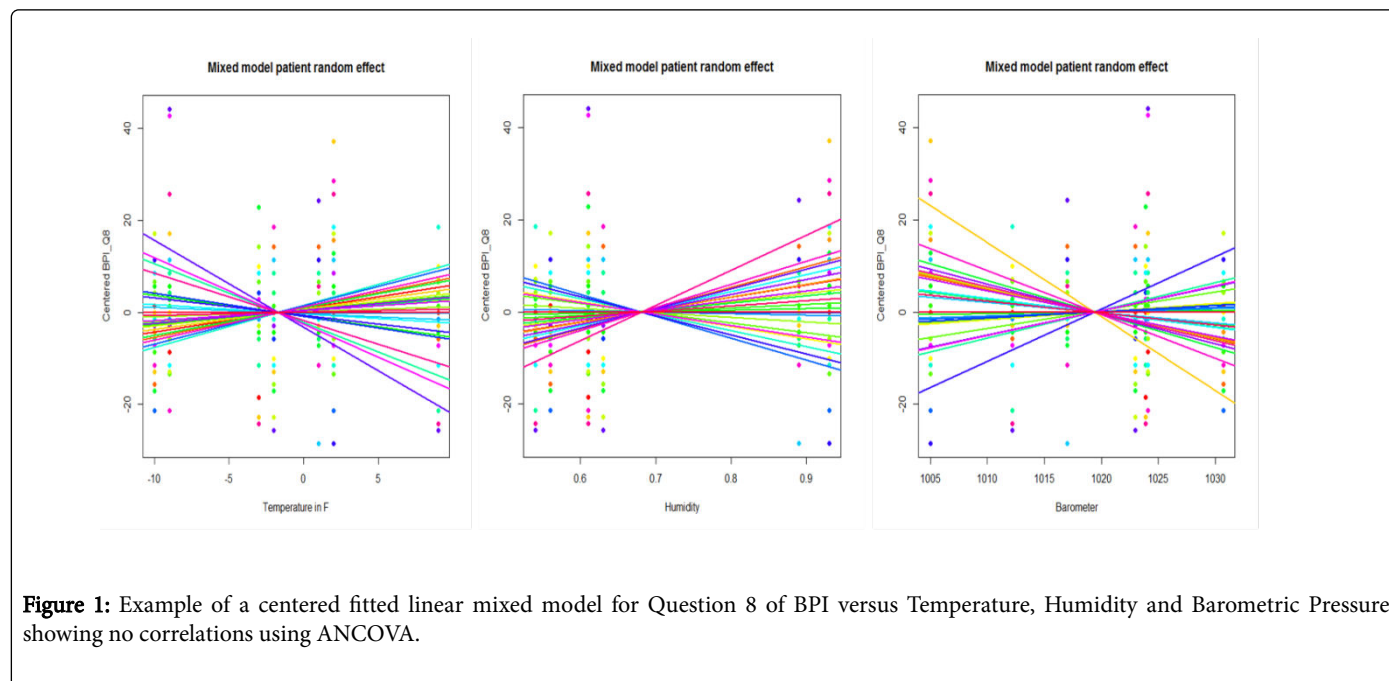 Mixed model patient random effect
Centered BPI_Q8
40
20
0
-20
-10
-5
0
5
Temperature in F
Mixed model patient random effect
Centered BPI_Q8
40
20
0
-20
0.6
0.7
0.8
0.9
Humidity
Mixed model patient random effect
Centered BPI_Q8
40
20
0
-20
1005
1010
1015
1020
1025
1030
Barometer
Figure 1: Example of a centered fitted linear mixed model for Question 8 of BPI versus Temperature, Humidity and Barometric Pressure
showing no correlations using ANCOVA.